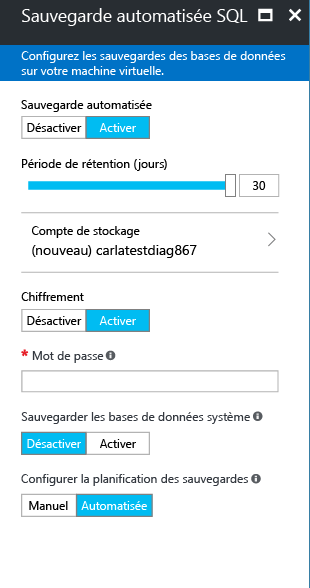 Sauvegarde automatisée SQL
Configurez les sauvegardes des bases de données
sur votre machine virtuelle.
Sauvegarde automatisée
Désactiver Activer
Période de rétention (jours)
30
Compte de stockage
(nouveau) carlatestdiag867
Chiffrement
Désactiver Activer
* Mot de passe
Sauvegarder les bases de données système
Désactiver Activer
Configurer la planification des sauvegardes
Manuel Automatisée